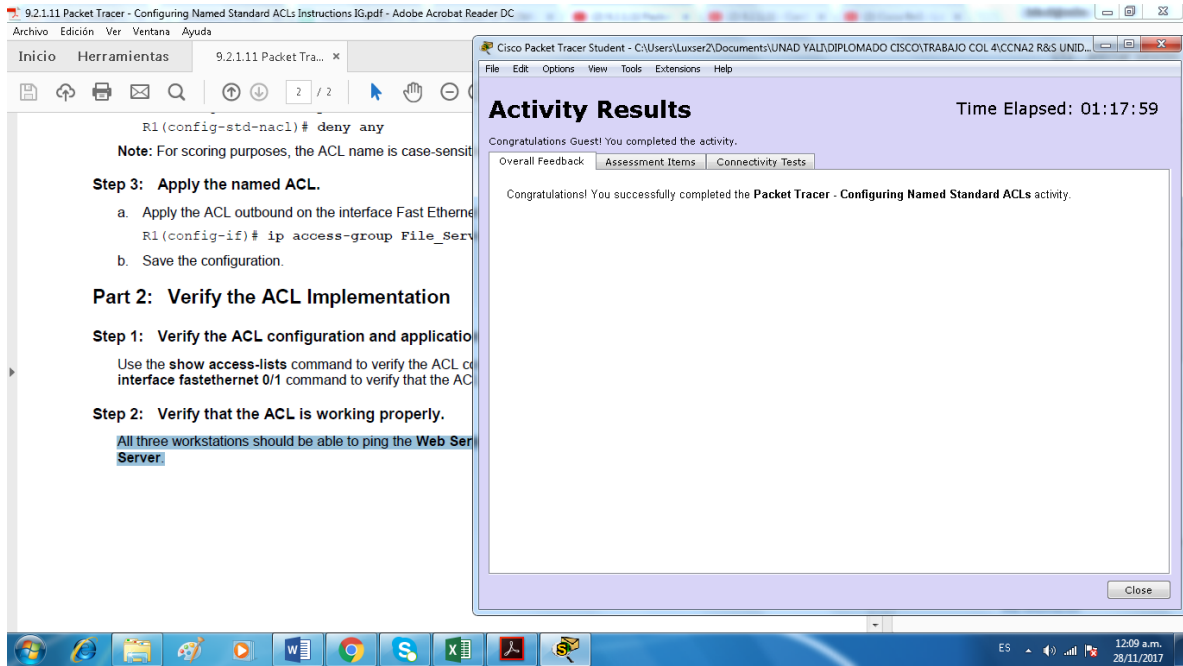 9.2.1.11 Packet Tracer - Configuring Named Standard ACLs Instructions IG.pdf - Adobe Acrobat Reader DC
Archivo Edición Ver Ventana Ayuda
Inicio Herramientas 9.2.1.11 Packet Tra... ×
2 / 2
R1(config-std-nacl)# deny any
Note: For scoring purposes, the ACL name is case-sensit
Step 3: Apply the named ACL.
a. Apply the ACL outbound on the interface Fast Etherne
R1(config-if)# ip access-group File_Serv
b. Save the configuration.
Part 2: Verify the ACL Implementation
Step 1: Verify the ACL configuration and applicatio
Use the show access-lists command to verify the ACL co
interface fastethernet 0/1 command to verify that the AC
Step 2: Verify that the ACL is working properly.
All three workstations should be able to ping the Web Ser
Server.
Cisco Packet Tracer Student - C:\Users\Luxser2\Documents\UNAD YALI\DIPLOMADO CISCO\TRABAJO COL 4\CCNA2 R&S UNID...
File Edit Options View Tools Extensions Help
Activity Results
Time Elapsed: 01:17:59
Congratulations Guest! You completed the activity.
Overall Feedback Assessment Items Connectivity Tests
Congratulations! You successfully completed the Packet Tracer - Configuring Named Standard ACLs activity.
Close
ES
12:09 a.m.
28/11/2017